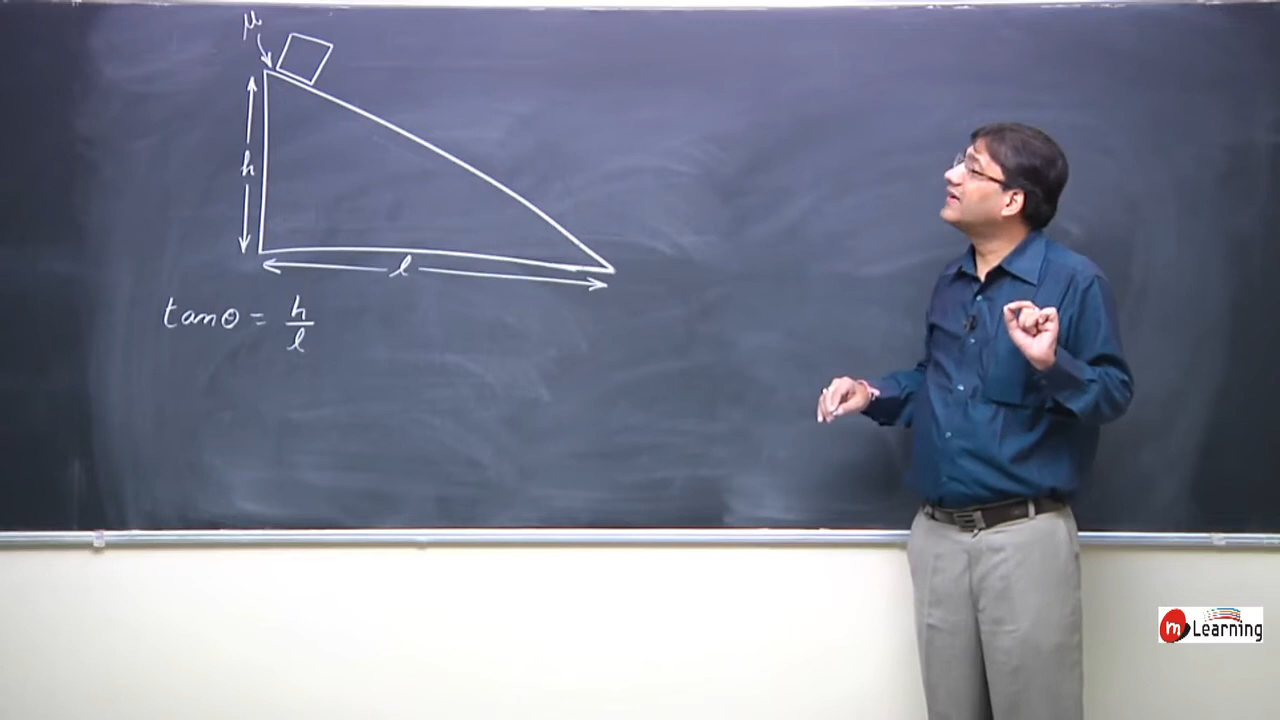 μ
h
l
tanθ = h/l
m Learning